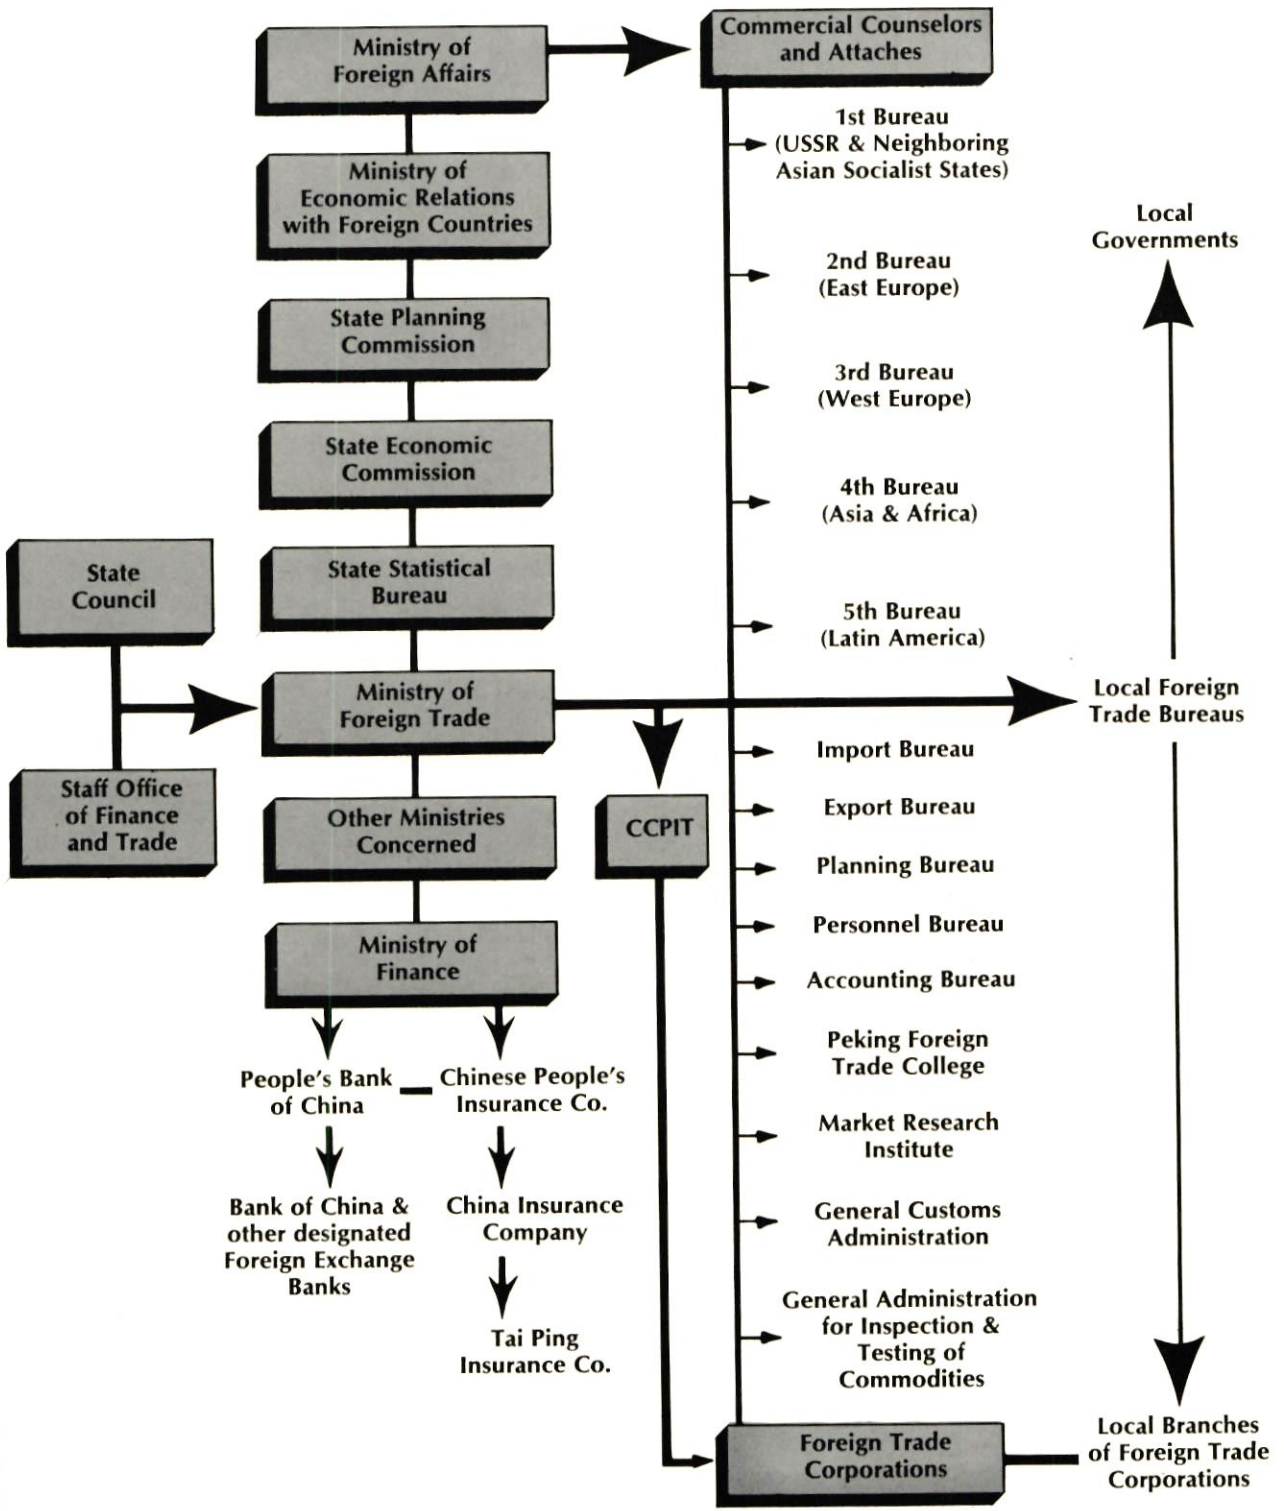 Ministry of
Foreign Affairs
Commercial Counselors
and Attaches
Ministry of
Economic Relations
with Foreign Countries
State Planning
Commission
State Economic
Commission
State Statistical
Bureau
State
Council
Staff Office
of Finance
and Trade
Ministry of
Foreign Trade
Other Ministries
Concerned
Ministry of
Finance
People's Bank
of China
Chinese People's
Insurance Co.
Bank of China &
other designated
Foreign Exchange
Banks
China Insurance
Company
Tai Ping
Insurance Co.
CCPIT
1st Bureau
(USSR & Neighboring
Asian Socialist States)
2nd Bureau
(East Europe)
3rd Bureau
(West Europe)
4th Bureau
(Asia & Africa)
5th Bureau
(Latin America)
Import Bureau
Export Bureau
Planning Bureau
Personnel Bureau
Accounting Bureau
Peking Foreign
Trade College
Market Research
Institute
General Customs
Administration
General Administration
for Inspection &
Testing of
Commodities
Foreign Trade
Corporations
Local
Governments
Local Foreign
Trade Bureaus
Local Branches
of Foreign Trade
Corporations